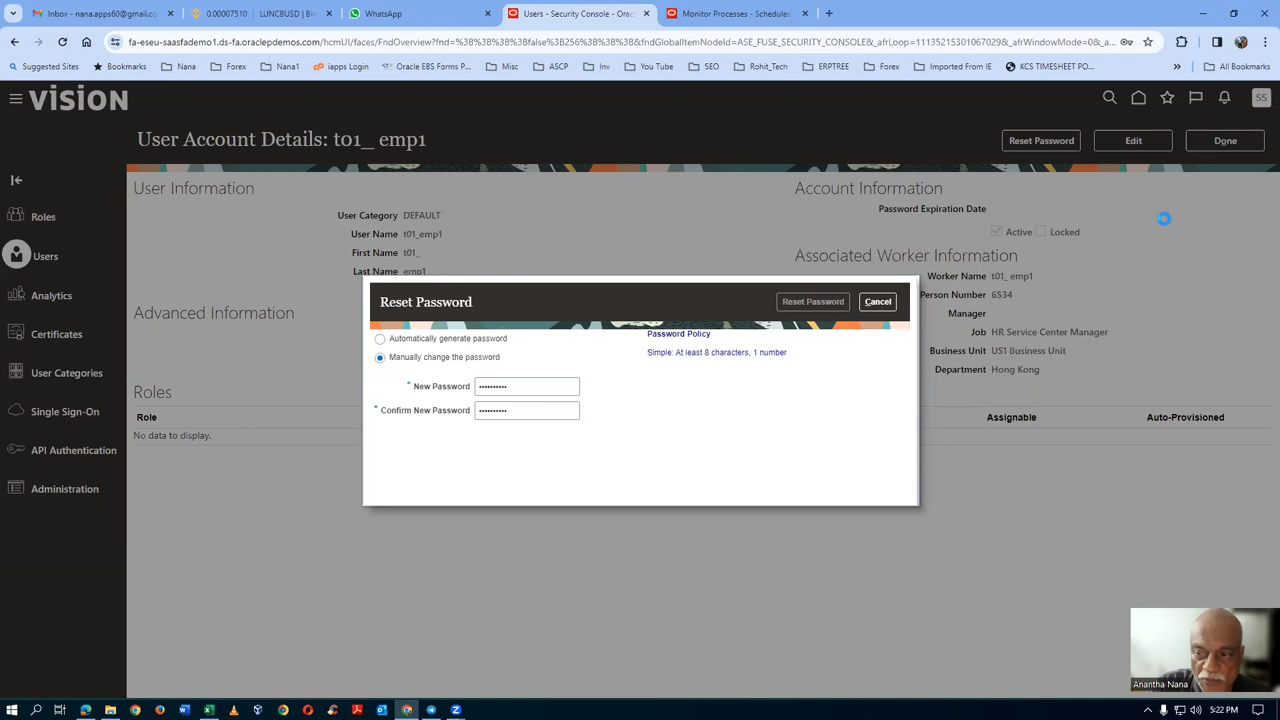 Inbox - nana.apps60@gmail.co
0.00007510 | LUNCBUSD | Bi
WhatsApp
Users - Security Console - Orac
Monitor Processes - Scheduled
fa-eseu-saasfademo1.ds-fa.oraclepdemos.com/hcmUI/faces/FndOverview?fnd=%3B%3B%3B%3Bfalse%3B256%3B%3B%3B&fndGlobalItemNodeId=ASE_FUSE_SECURITY_CONSOLE&_afrLoop=11135215301067029&_afrWindowMode=0&_a...
Suggested Sites
Bookmarks
Nana
Forex
Nana1
iapps Login
Oracle EBS Forms P...
Misc
ASCP
Inv
You Tube
SEO
Rohit_Tech
ERPTREE
Forex
Imported From IE
KCS TIMESHEET PO...
All Bookmarks
VISION
SS
User Account Details: t01_ emp1
Reset Password
Edit
Done
Roles
Users
Analytics
Certificates
User Categories
Single Sign-On
API Authentication
Administration
User Information
User Category DEFAULT
User Name t01_emp1
First Name t01_
Last Name emp1
Advanced Information
Roles
Role
No data to display.
Account Information
Password Expiration Date
Active
Locked
Associated Worker Information
Worker Name t01_ emp1
Person Number 6534
Manager
Job HR Service Center Manager
Business Unit US1 Business Unit
Department Hong Kong
Assignable
Auto-Provisioned
Reset Password
Reset Password
Cancel
Automatically generate password
Manually change the password
Password Policy
Simple: At least 8 characters, 1 number
* New Password ••••••••••
* Confirm New Password ••••••••••
Anantha Nana
5:22 PM